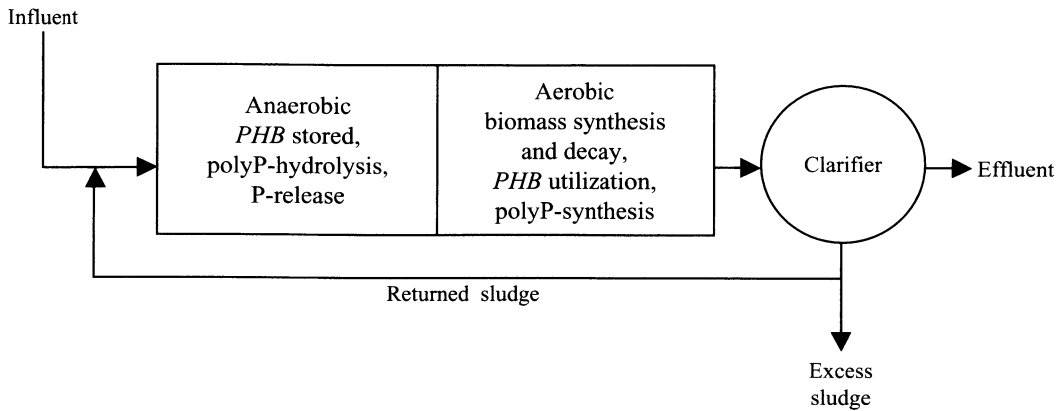 Influent
Anaerobic
PHB stored,
polyP-hydrolysis,
P-release
Aerobic
biomass synthesis
and decay,
PHB utilization,
polyP-synthesis
Clarifier
Effluent
Returned sludge
Excess
sludge